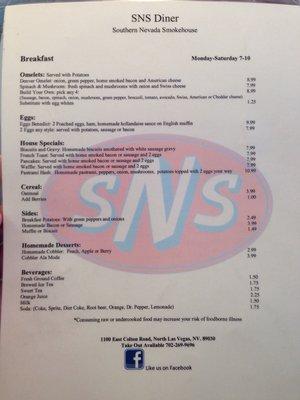 SNS Diner
Southern Nevada Smokehouse
Breakfast Monday-Saturday 7-10
Omelets: Served with Potatoes
Denver Omelet: onion, green pepper, home smoked bacon and American cheese 8.99
Spinach & Mushroom: fresh spinach and mushrooms with onion and Swiss cheese 7.99
Build Your Own: pick any 4: 8.99
(Sausage, bacon, spinach, onion, mushroom, green pepper, broccoli, tomato, avocado, Swiss, American or Cheddar cheese)
Substitute with egg whites 1.25
Eggs:
Eggs Benedict: 2 Poached eggs, ham, homemade hollandaise sauce on English muffin 8.99
2 Eggs any style: served with potatoes, sausage or bacon 7.99
House Specials:
Biscuits and Gravy: Homemade biscuits smothered with white sausage gravy 7.99
French Toast: Served with home smoked bacon or sausage and 2 eggs 7.99
Pancakes: Served with home smoked bacon or sausage and 2 eggs 7.99
Waffle: Served with home smoked bacon or sausage and 2 eggs 7.99
Pastrami Hash: Homemade pastrami, peppers, onion, mushrooms, potatoes topped with 2 eggs your way 10.99
Cereal:
Oatmeal 3.99
Add Berries 1.00
SNS
Sides:
Breakfast Potatoes: With green peppers and onions 2.49
Homemade Bacon or Sausage 3.99
Muffin or Biscuit 1.49
Homemade Desserts:
Homemade Cobbler: Peach, Apple or Berry 2.99
Cobbler Ala Mode 3.99
Beverages:
Fresh Ground Coffee 1.50
Brewed Ice Tea 1.75
Sweet Tea 1.75
Orange Juice 2.25
Milk 1.50
Soda: (Coke, Sprite, Diet Coke, Root beer, Orange, Dr. Pepper, Lemonade) 1.75
*Consuming raw or undercooked food may increase your risk of foodborne illness
1100 East Colton Road, North Las Vegas, NV. 89030
Take Out Available 702-269-9696
f Like us on Facebook